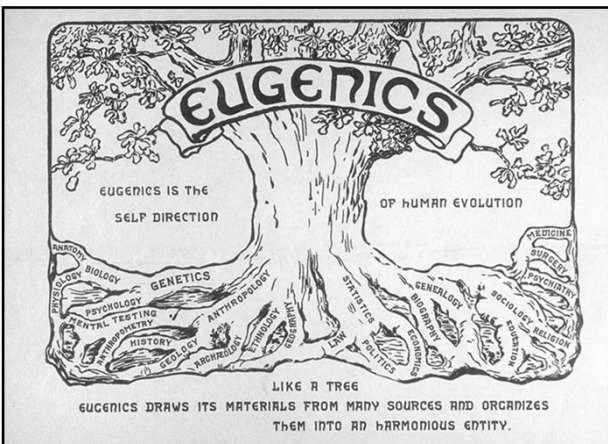 EUGENICS
EUGENICS IS THE
SELF DIRECTION
OF HUMAN EVOLUTION
ANATOMY
PHYSIOLOGY
BIOLOGY
GENETICS
PSYCHOLOGY
MENTAL TESTING
ANTHROPOMETRY
HISTORY
GEOLOGY
ANTHROPOLOGY
ARCHÆOLOGY
ETHNOLOGY
GEOGRAPHY
LAW
STATISTICS
POLITICS
ECONOMICS
GENEALOGY
BIOGRAPHY
EDUCATION
SOCIOLOGY
RELIGION
PSYCHIATRY
SURGERY
MEDICINE
LIKE A TREE
EUGENICS DRAWS ITS MATERIALS FROM MANY SOURCES AND ORGANIZES
THEM INTO AN HARMONIOUS ENTITY.